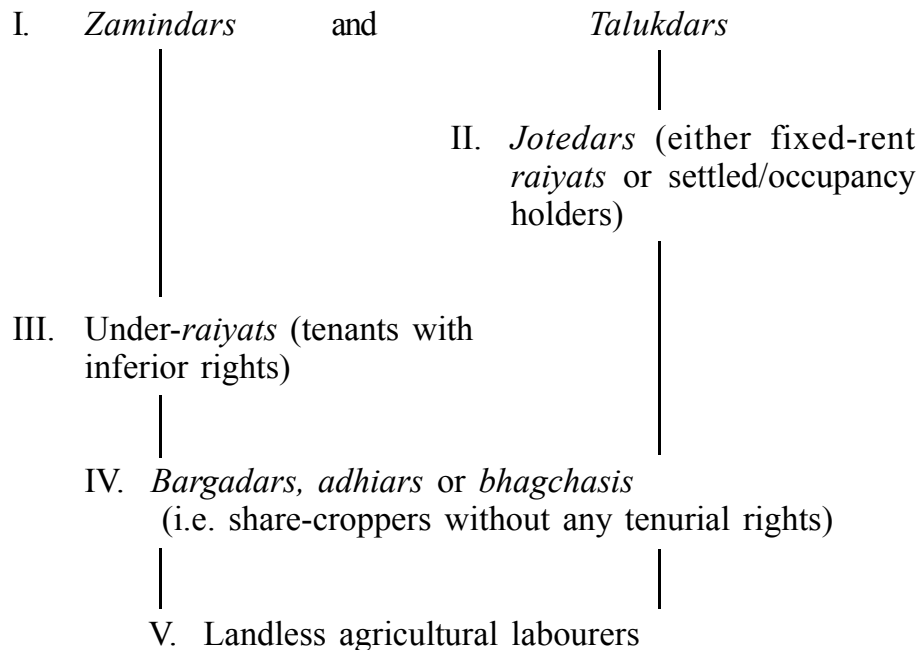 I. Zamindars and Talukdars
II. Jotedars (either fixed-rent
raiyats or settled/occupancy
holders)
III. Under-raiyats (tenants with
inferior rights)
IV. Bargadars, adhiars or bhagchasis
(i.e. share-croppers without any tenurial rights)
V. Landless agricultural labourers